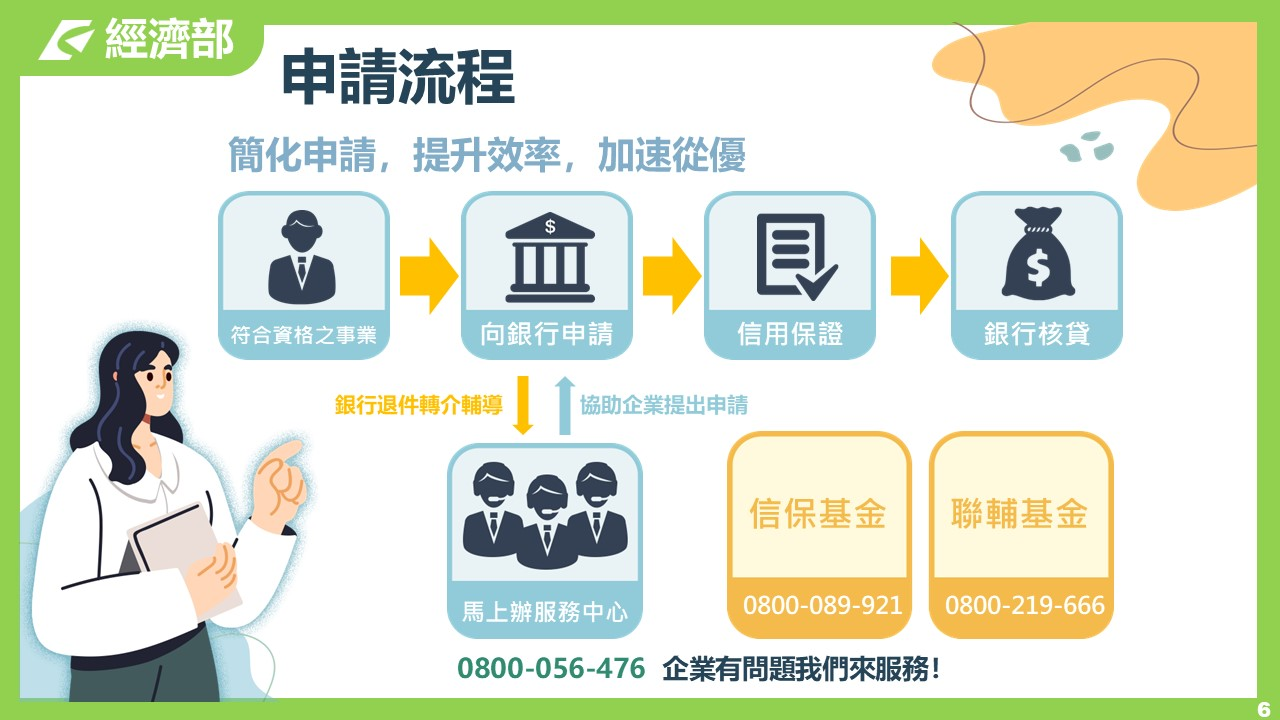 經濟部
申請流程
簡化申請，提升效率，加速從優
$
$
符合資格之事業
向銀行申請
信用保證
銀行核貸
銀行退件轉介輔導
協助企業提出申請
信保基金
聯輔基金
0800-089-921
0800-219-666
馬上辦服務中心
0800-056-476 企業有問題我們來服務！
6